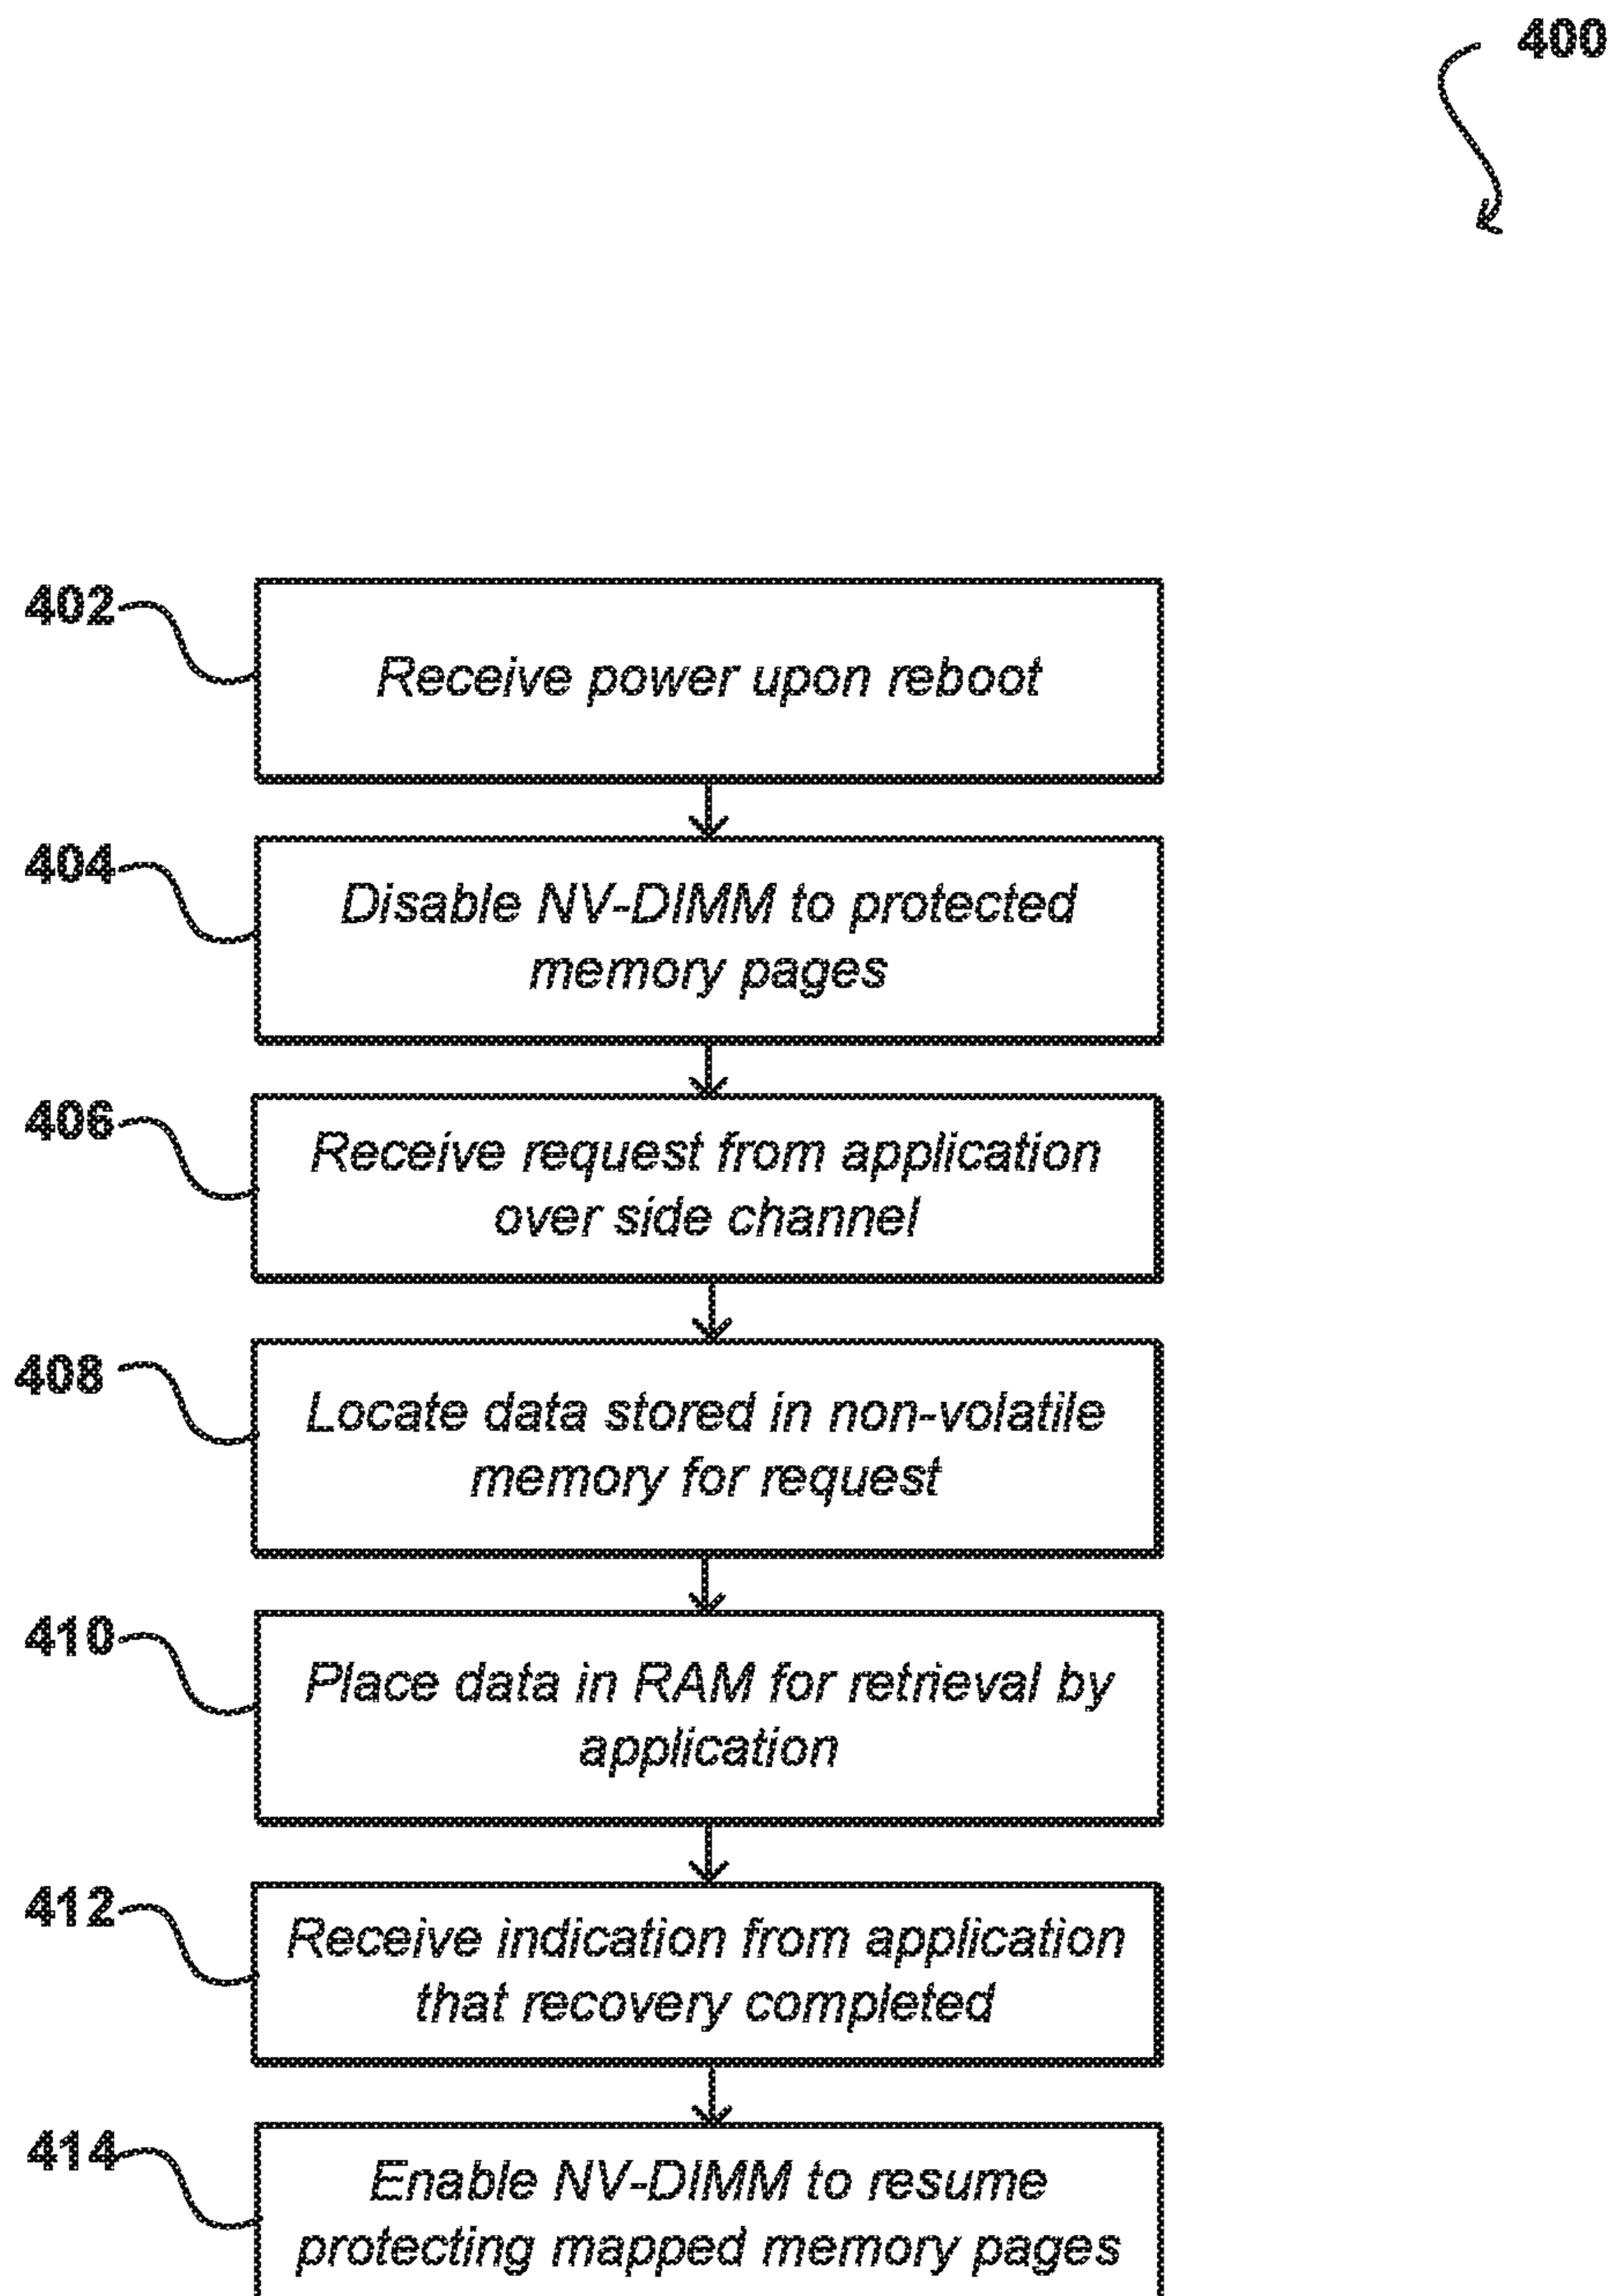 400
402
Receive power upon reboot
404
Disable NV-DIMM to protected
memory pages
406
Receive request from application
over side channel
408
Locate data stored in non-volatile
memory for request
410
Place data in RAM for retrieval by
application
412
Receive indication from application
that recovery completed
414
Enable NV-DIMM to resume
protecting mapped memory pages